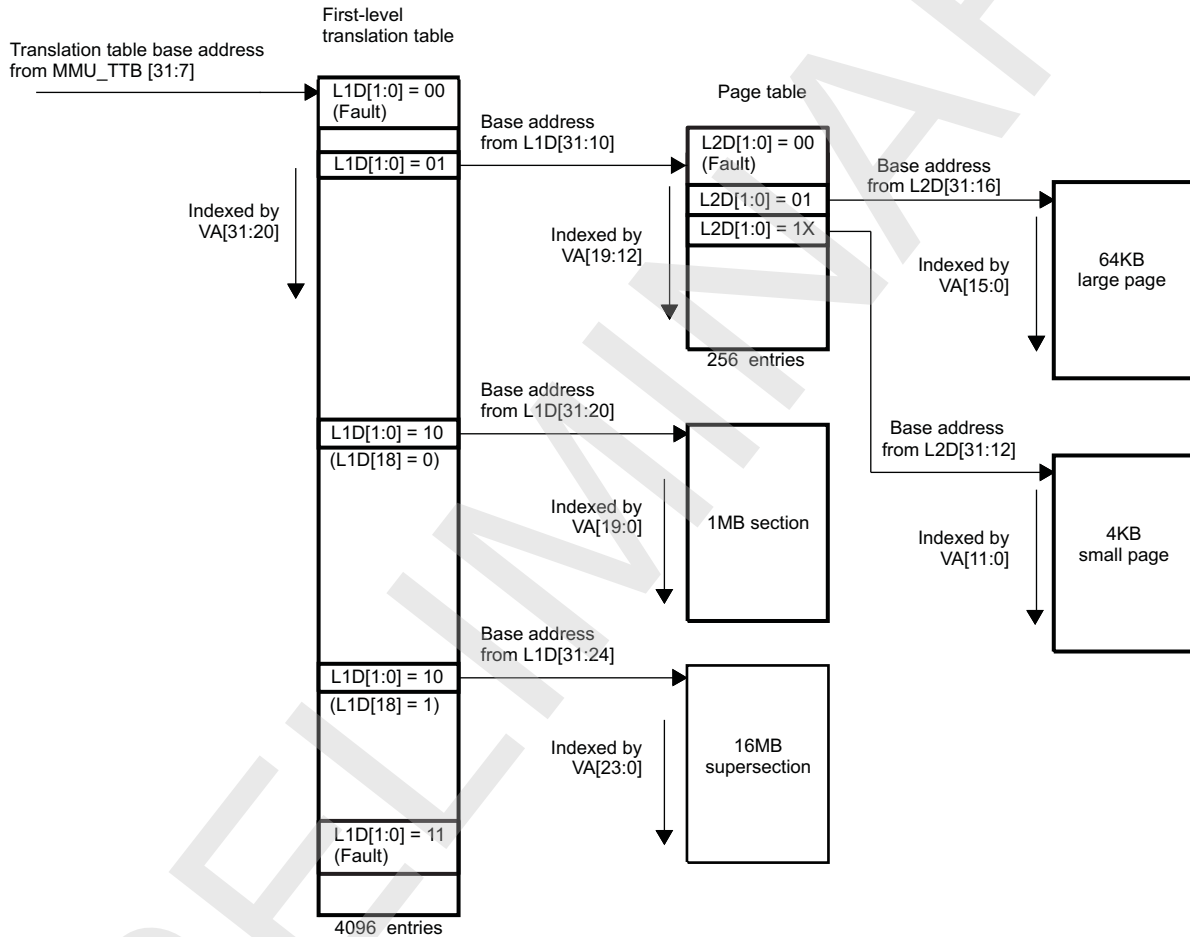 First-level
translation table
Translation table base address
from MMU_TTB [31:7]
L1D[1:0] = 00
(Fault)
L1D[1:0] = 01
Indexed by
VA[31:20]
Base address
from L1D[31:10]
Page table
L2D[1:0] = 00
(Fault)
L2D[1:0] = 01
L2D[1:0] = 1X
Indexed by
VA[19:12]
256 entries
Base address
from L2D[31:16]
Indexed by
VA[15:0]
64KB
large page
Base address
from L1D[31:20]
L1D[1:0] = 10
(L1D[18] = 0)
Indexed by
VA[19:0]
1MB section
Base address
from L2D[31:12]
Indexed by
VA[11:0]
4KB
small page
Base address
from L1D[31:24]
L1D[1:0] = 10
(L1D[18] = 1)
Indexed by
VA[23:0]
16MB
supersection
L1D[1:0] = 11
(Fault)
4096 entries
RELIMINAR